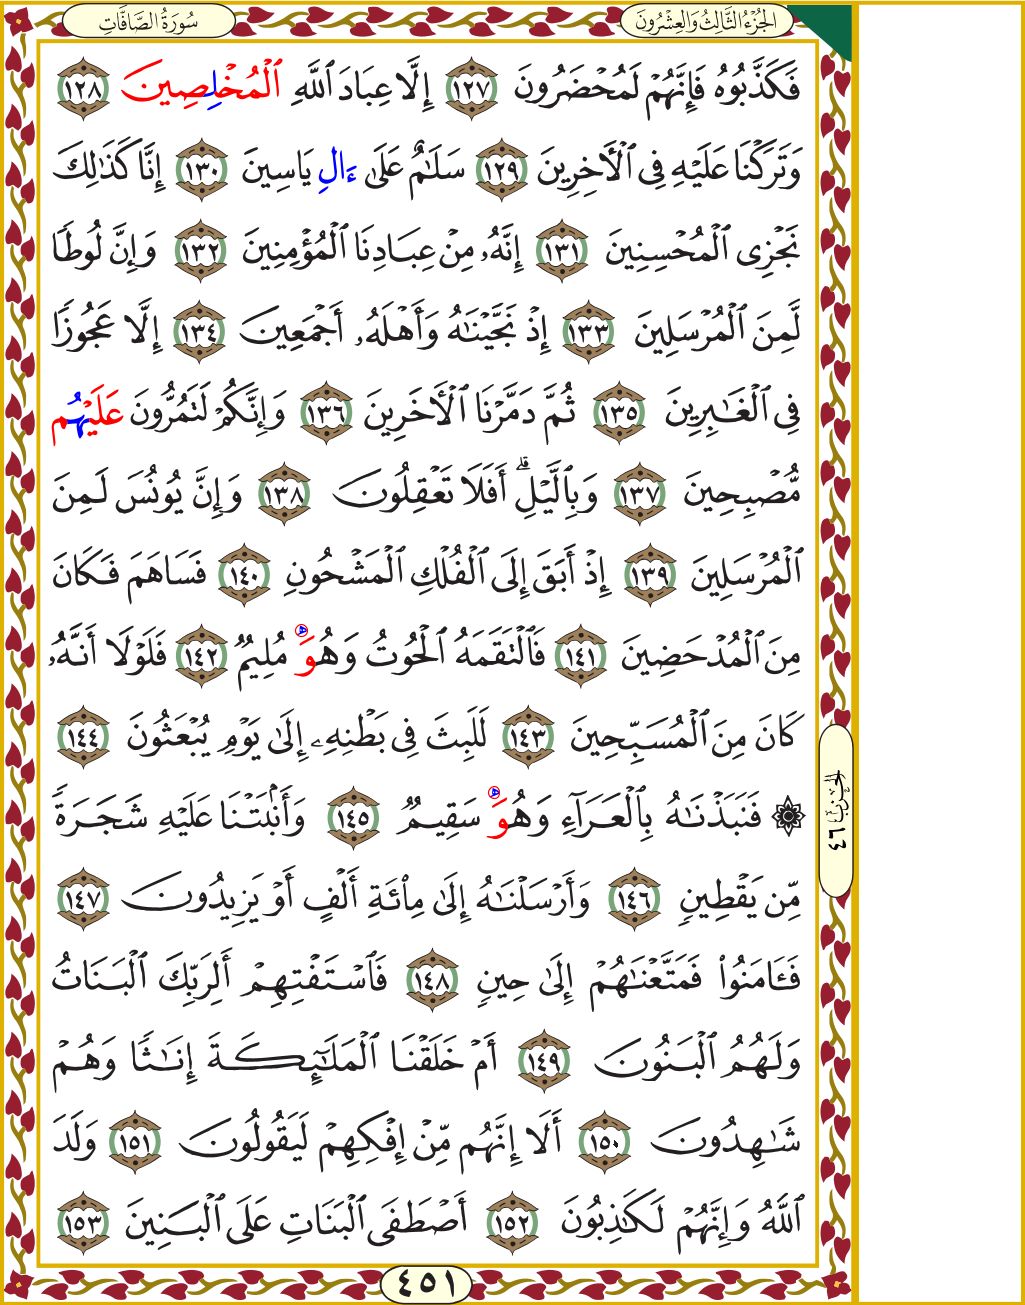 الجُزْءُ الثَّالِثُ وَالعِشْرُونَ
سُورَةُ الصَّافَّاتِ
فَكَذَّبُوهُ فَإِنَّهُمْ لَمُحْضَرُونَ ١٢٧ إِلَّا عِبَادَ ٱللَّهِ ٱلْمُخْلِصِينَ ١٢٨
وَتَرَكْنَا عَلَيْهِ فِى ٱلْأَخِرِينَ ١٢٩ سَلَٰمٌ عَلَىٰ ءَالِ يَاسِينَ ١٣٠ إِنَّا كَذَٰلِكَ
نَجْزِى ٱلْمُحْسِنِينَ ١٣١ إِنَّهُۥ مِنْ عِبَادِنَا ٱلْمُؤْمِنِينَ ١٣٢ وَإِنَّ لُوطًا
لَّمِنَ ٱلْمُرْسَلِينَ ١٣٣ إِذْ نَجَّيْنَٰهُ وَأَهْلَهُۥ أَجْمَعِينَ ١٣٤ إِلَّا عَجُوزًا
فِى ٱلْغَٰبِرِينَ ١٣٥ ثُمَّ دَمَّرْنَا ٱلْأَخَرِينَ ١٣٦ وَإِنَّكُمْ لَتَمُرُّونَ عَلَيْهُم
مُّصْبِحِينَ ١٣٧ وَبِٱلَّيْلِۗ أَفَلَا تَعْقِلُونَ ١٣٨ وَإِنَّ يُونُسَ لَمِنَ
ٱلْمُرْسَلِينَ ١٣٩ إِذْ أَبَقَ إِلَى ٱلْفُلْكِ ٱلْمَشْحُونِ ١٤٠ فَسَاهَمَ فَكَانَ
مِنَ ٱلْمُدْحَضِينَ ١٤١ فَٱلْتَقَمَهُ ٱلْحُوتُ وَهُوَ مُلِيمٌ ١٤٢ فَلَوْلَا أَنَّهُۥ
كَانَ مِنَ ٱلْمُسَبِّحِينَ ١٤٣ لَلَبِثَ فِى بَطْنِهِۦ إِلَىٰ يَوْمِ يُبْعَثُونَ ١٤٤
۞ فَنَبَذْنَٰهُ بِٱلْعَرَآءِ وَهُوَ سَقِيمٌ ١٤٥ وَأَنۢبَتْنَا عَلَيْهِ شَجَرَةً
مِّن يَقْطِينٍ ١٤٦ وَأَرْسَلْنَٰهُ إِلَىٰ مِا۟ئَةِ أَلْفٍ أَوْ يَزِيدُونَ ١٤٧
فَـَٔامَنُوا۟ فَمَتَّعْنَٰهُمْ إِلَىٰ حِينٍ ١٤٨ فَٱسْتَفْتِهِمْ أَلِرَبِّكَ ٱلْبَنَاتُ
وَلَهُمُ ٱلْبَنُونَ ١٤٩ أَمْ خَلَقْنَا ٱلْمَلَٰٓئِكَةَ إِنَٰثًا وَهُمْ
شَٰهِدُونَ ١٥٠ أَلَا إِنَّهُم مِّنْ إِفْكِهِمْ لَيَقُولُونَ ١٥١ وَلَدَ
ٱللَّهُ وَإِنَّهُمْ لَكَٰذِبُونَ ١٥٢ أَصْطَفَى ٱلْبَنَاتِ عَلَى ٱلْبَنِينَ ١٥٣
الحزب ٤٦
٤٥١